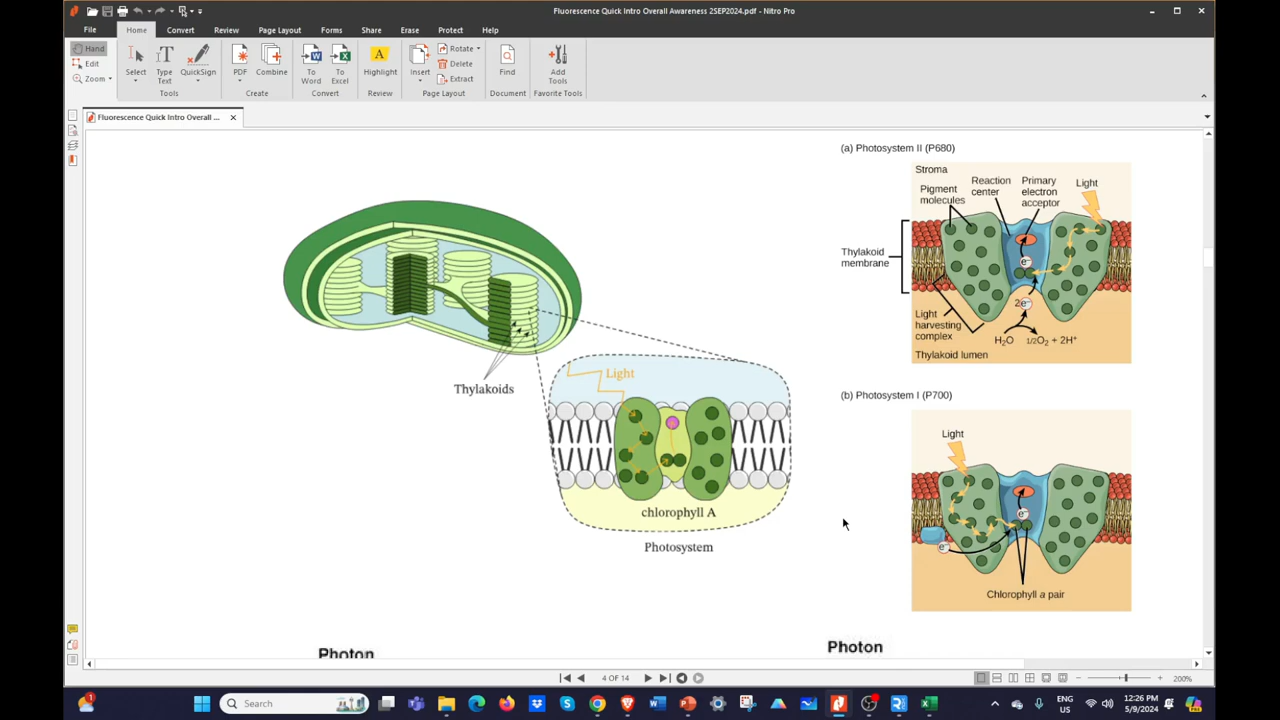 Fluorescence Quick Intro Overall Awareness 2SEP2024.pdf - Nitro Pro
File Home Convert Review Page Layout Forms Share Erase Protect Help
Hand
Edit
Zoom
Select
Type
Text
QuickSign
Tools
PDF
Combine
Create
To
Word
To
Excel
Convert
Highlight
Review
Insert
Rotate
Delete
Extract
Page Layout
Find
Document
Add
Tools
Favorite Tools
Fluorescence Quick Intro Overall ...
Thylakoids
Light
chlorophyll A
Photosystem
(a) Photosystem II (P680)
Stroma
Pigment
molecules
Reaction
center
Primary
electron
acceptor
Light
Thylakoid
membrane
e⁻
2e⁻
Light
harvesting
complex
H₂O
1/2O₂ + 2H⁺
Thylakoid lumen
(b) Photosystem I (P700)
Light
e⁻
e⁻
Chlorophyll a pair
Photon
Photon
4 OF 14
200%
Search
ENG
US
12:26 PM
5/9/2024